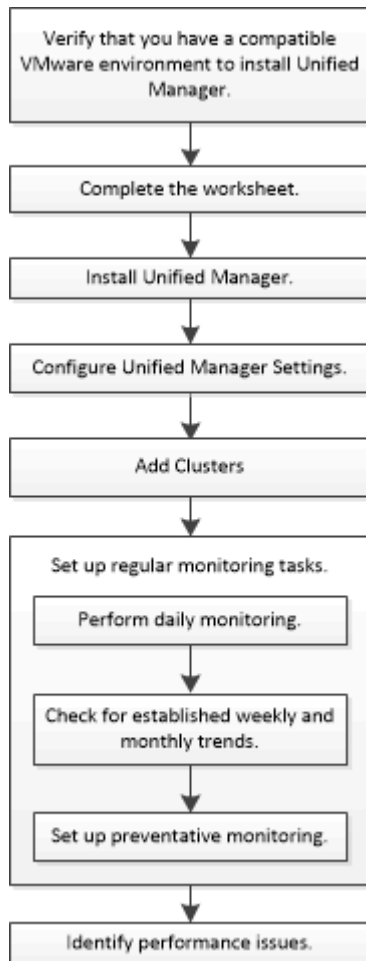 Verify that you have a compatible
VMware environment to install Unified
Manager.
Complete the worksheet.
Install Unified Manager.
Configure Unified Manager Settings.
Add Clusters
Set up regular monitoring tasks.
Perform daily monitoring.
Check for established weekly and
monthly trends.
Set up preventative monitoring.
Identify performance issues.